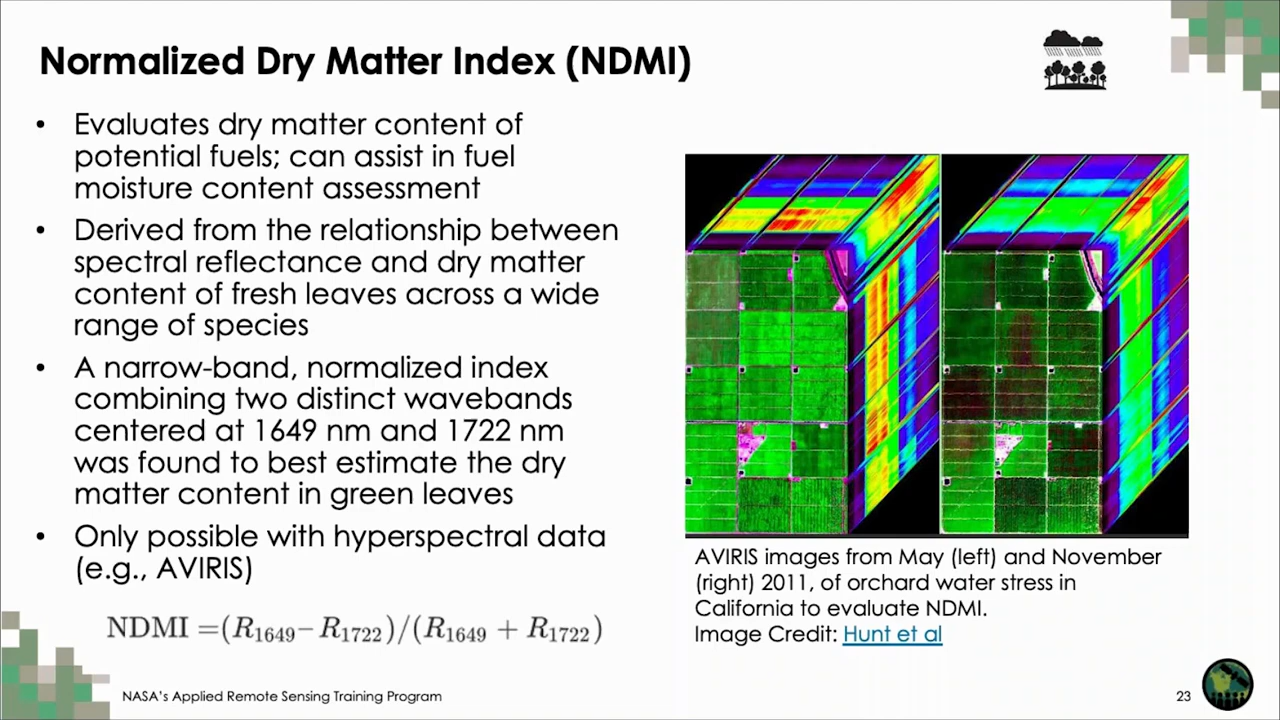 Normalized Dry Matter Index (NDMI)
• Evaluates dry matter content of
potential fuels; can assist in fuel
moisture content assessment
• Derived from the relationship between
spectral reflectance and dry matter
content of fresh leaves across a wide
range of species
• A narrow-band, normalized index
combining two distinct wavebands
centered at 1649 nm and 1722 nm
was found to best estimate the dry
matter content in green leaves
• Only possible with hyperspectral data
(e.g., AVIRIS)
NDMI =(R₁₆₄₉− R₁₇₂₂)/(R₁₆₄₉ + R₁₇₂₂)
AVIRIS images from May (left) and November
(right) 2011, of orchard water stress in
California to evaluate NDMI.
Image Credit: Hunt et al
NASA's Applied Remote Sensing Training Program
23